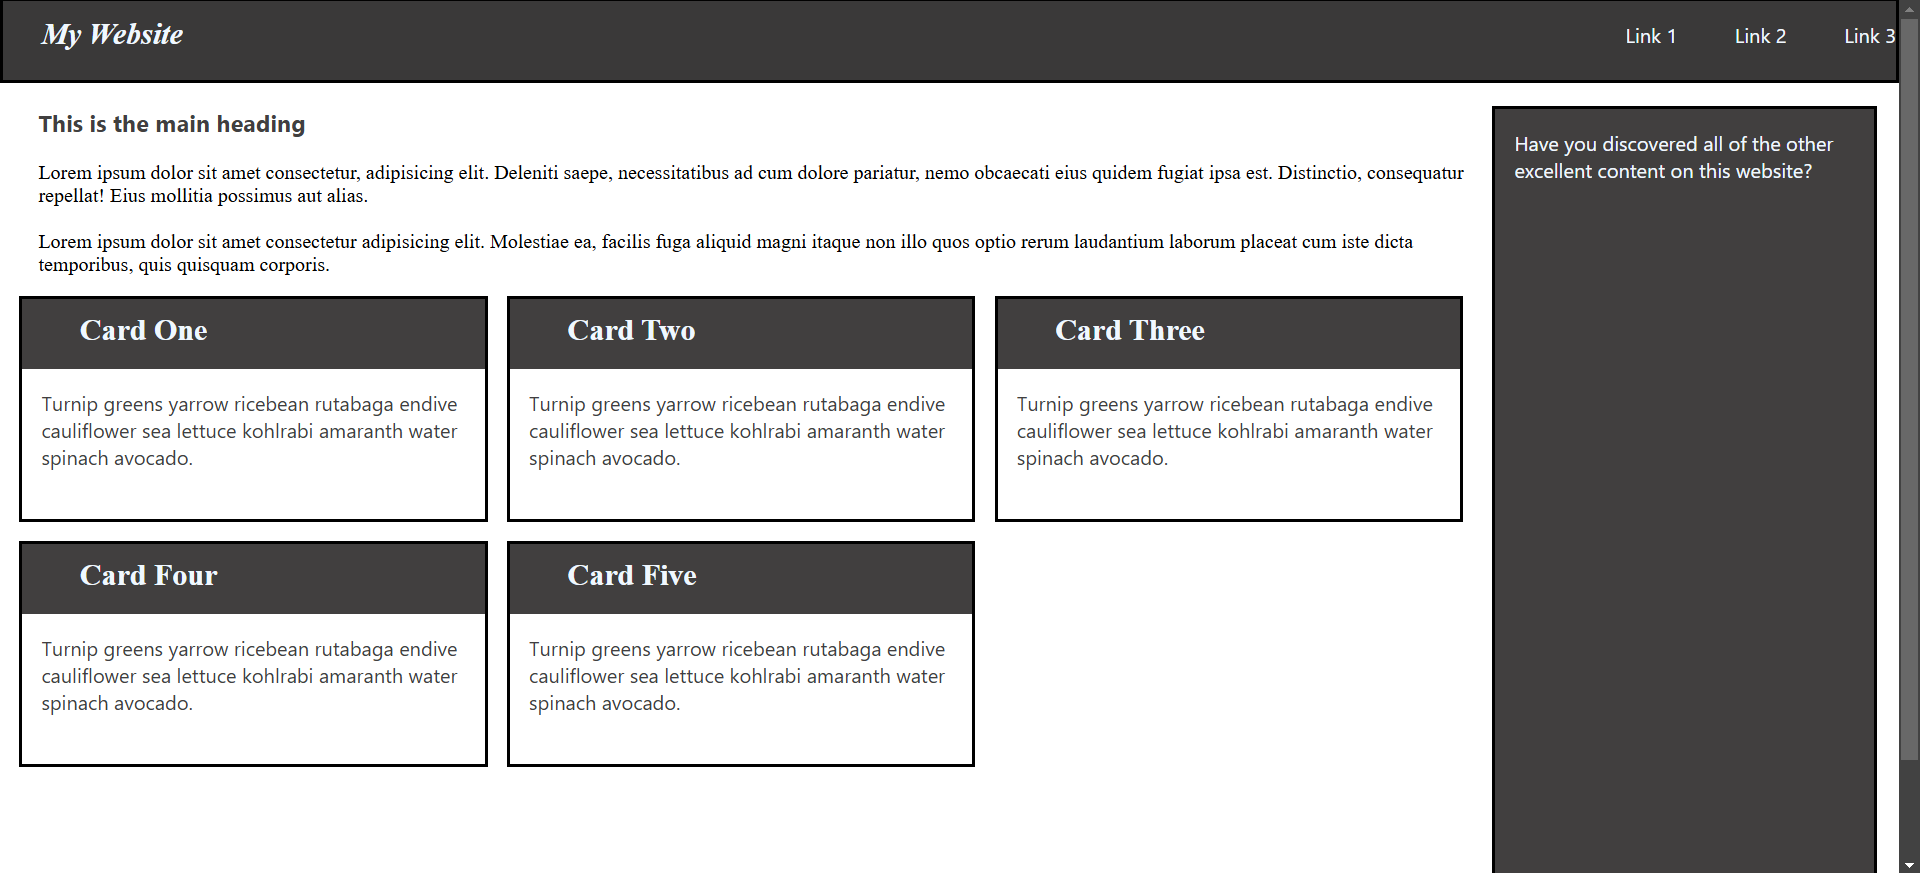 My Website
Link 1
Link 2
Link 3
This is the main heading
Lorem ipsum dolor sit amet consectetur, adipisicing elit. Deleniti saepe, necessitatibus ad cum dolore pariatur, nemo obcaecati eius quidem fugiat ipsa est. Distinctio, consequatur
repellat! Eius mollitia possimus aut alias.
Lorem ipsum dolor sit amet consectetur adipisicing elit. Molestiae ea, facilis fuga aliquid magni itaque non illo quos optio rerum laudantium laborum placeat cum iste dicta
temporibus, quis quisquam corporis.
Card One
Turnip greens yarrow ricebean rutabaga endive
cauliflower sea lettuce kohlrabi amaranth water
spinach avocado.
Card Two
Turnip greens yarrow ricebean rutabaga endive
cauliflower sea lettuce kohlrabi amaranth water
spinach avocado.
Card Three
Turnip greens yarrow ricebean rutabaga endive
cauliflower sea lettuce kohlrabi amaranth water
spinach avocado.
Card Four
Turnip greens yarrow ricebean rutabaga endive
cauliflower sea lettuce kohlrabi amaranth water
spinach avocado.
Card Five
Turnip greens yarrow ricebean rutabaga endive
cauliflower sea lettuce kohlrabi amaranth water
spinach avocado.
Have you discovered all of the other
excellent content on this website?